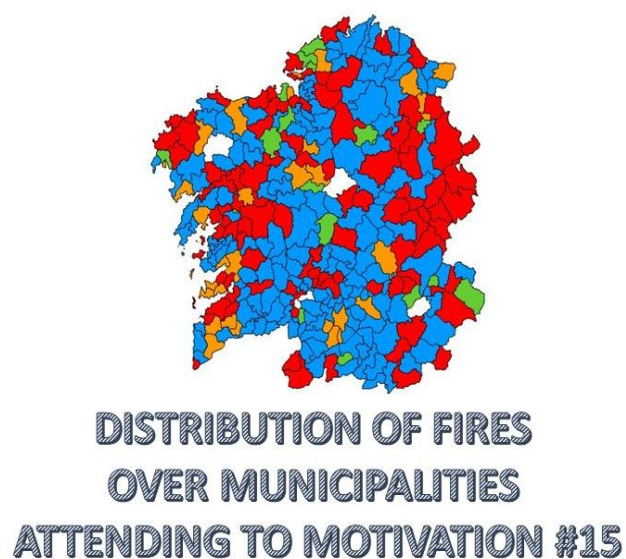 DISTRIBUTION OF FIRES
OVER MUNICIPALITIES
ATTENDING TO MOTIVATION #15